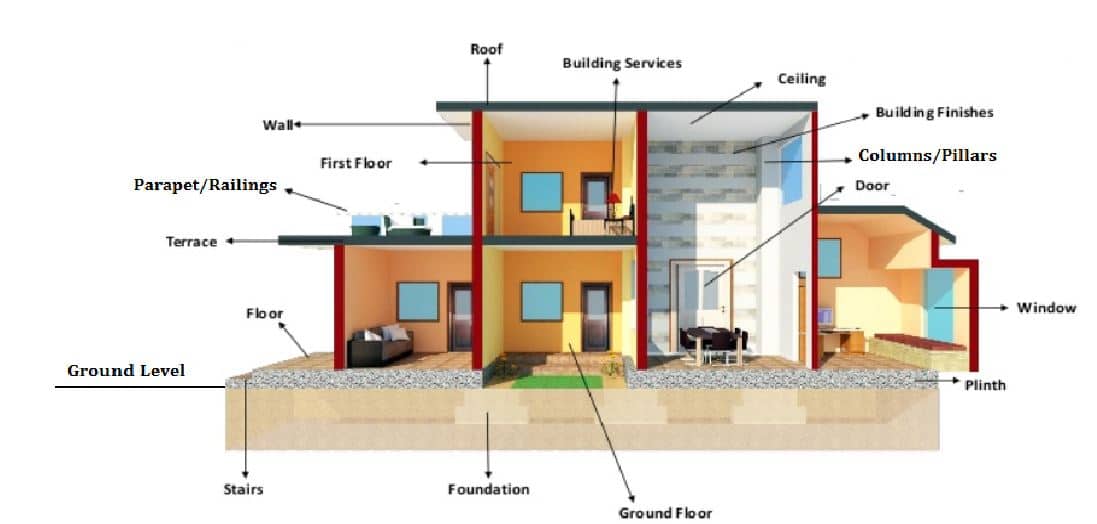 Roof
Building Services
Ceiling
Wall
Building Finishes
First Floor
Columns/Pillars
Parapet/Railings
Door
Terrace
Floor
Window
Ground Level
Plinth
Stairs
Foundation
Ground Floor